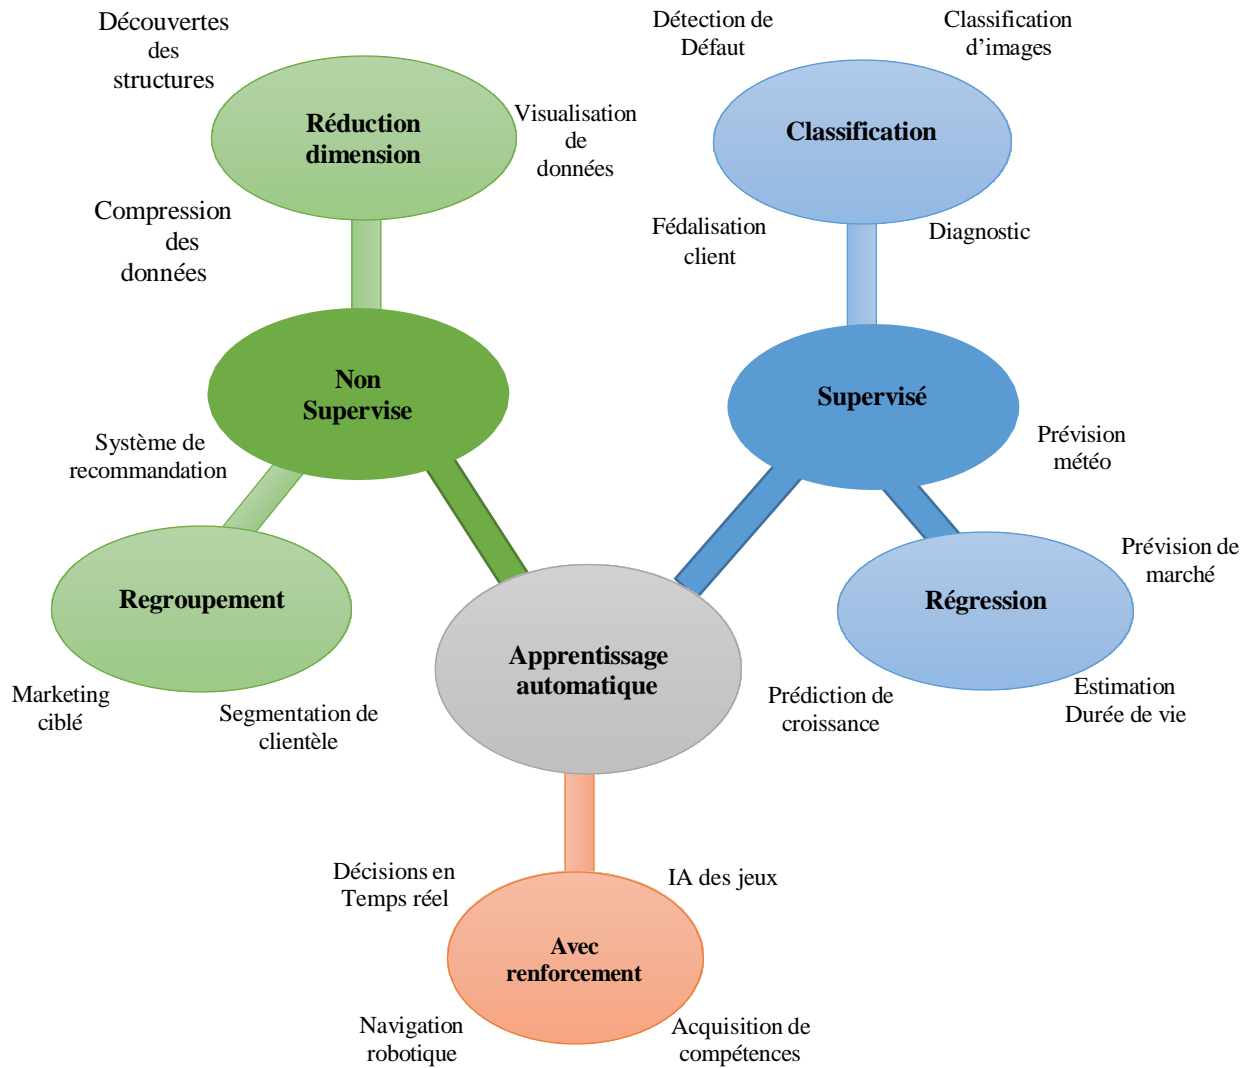 Découvertes
des
structures
Réduction
dimension
Visualisation
de
données
Compression
des
données
Détection de
Défaut
Classification
d’images
Classification
Fédalisation
client
Diagnostic
Non
Supervise
Supervisé
Système de
recommandation
Regroupement
Marketing
ciblé
Segmentation de
clientèle
Apprentissage
automatique
Prévision
météo
Prévision de
marché
Régression
Prédiction de
croissance
Estimation
Durée de vie
Décisions en
Temps réel
IA des jeux
Avec
renforcement
Navigation
robotique
Acquisition de
compétences